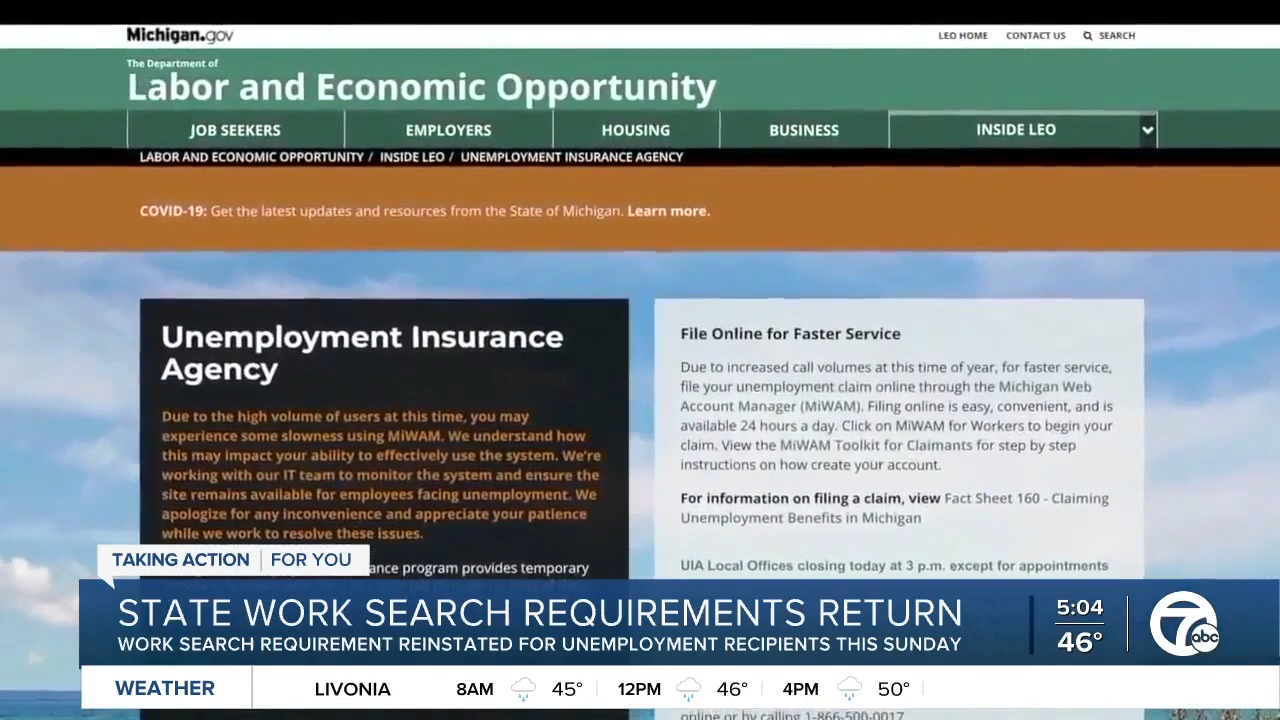 Michigan.gov
LEO HOME CONTACT US SEARCH
The Department of
Labor and Economic Opportunity
JOB SEEKERS EMPLOYERS HOUSING BUSINESS INSIDE LEO
LABOR AND ECONOMIC OPPORTUNITY / INSIDE LEO / UNEMPLOYMENT INSURANCE AGENCY
COVID-19: Get the latest updates and resources from the State of Michigan. Learn more.
Unemployment Insurance
Agency
Due to the high volume of users at this time, you may
experience some slowness using MiWAM. We understand how
this may impact your ability to effectively use the system. We're
working with our IT team to monitor the system and ensure the
site remains available for employees facing unemployment. We
apologize for any inconvenience and appreciate your patience
while we work to resolve these issues.
ance program provides temporary
File Online for Faster Service
Due to increased call volumes at this time of year, for faster service,
file your unemployment claim online through the Michigan Web
Account Manager (MiWAM). Filing online is easy, convenient, and is
available 24 hours a day. Click on MiWAM for Workers to begin your
claim. View the MiWAM Toolkit for Claimants for step by step
instructions on how create your account.
For information on filing a claim, view Fact Sheet 160 - Claiming
Unemployment Benefits in Michigan
UIA Local Offices closing today at 3 p.m. except for appointments
TAKING ACTION FOR YOU
STATE WORK SEARCH REQUIREMENTS RETURN
WORK SEARCH REQUIREMENT REINSTATED FOR UNEMPLOYMENT RECIPIENTS THIS SUNDAY
5:04
46°
7 abc
WEATHER LIVONIA 8AM 45° 12PM 46° 4PM 50°
online or by calling 1-866-500-0017